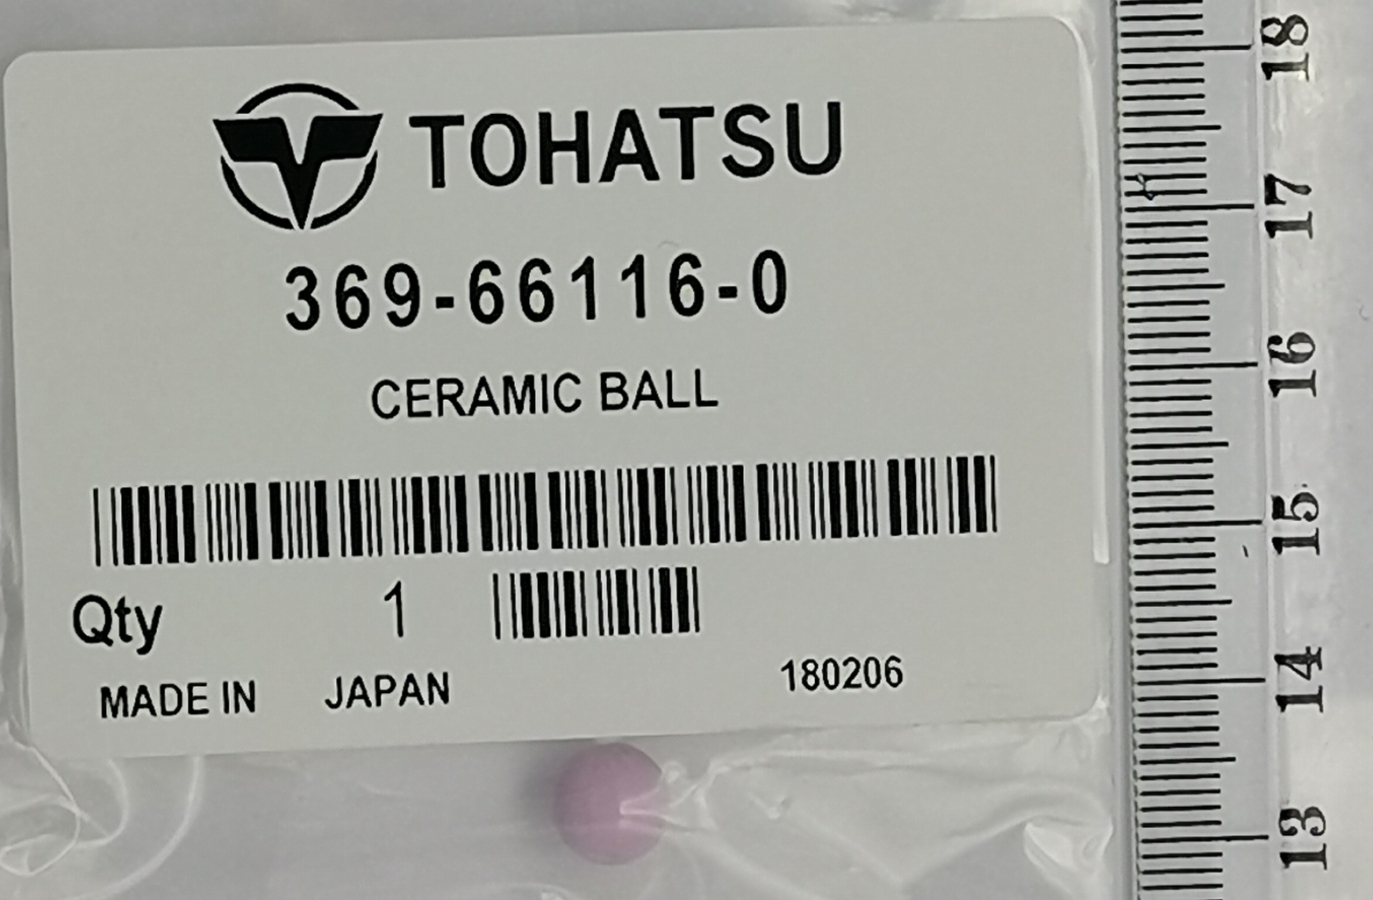 TOHATSU
369-66116-0
CERAMIC BALL
Qty 1
MADE IN JAPAN 180206
18
17
16
15
14
13